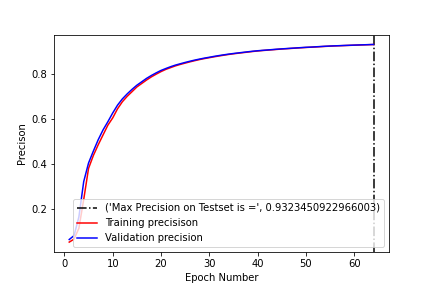 0.8
0.6
0.4
0.2
Precison
('Max Precision on Testset is =', 0.9323450922966003)
Training precisison
Validation precision
0 10 20 30 40 50 60
Epoch Number